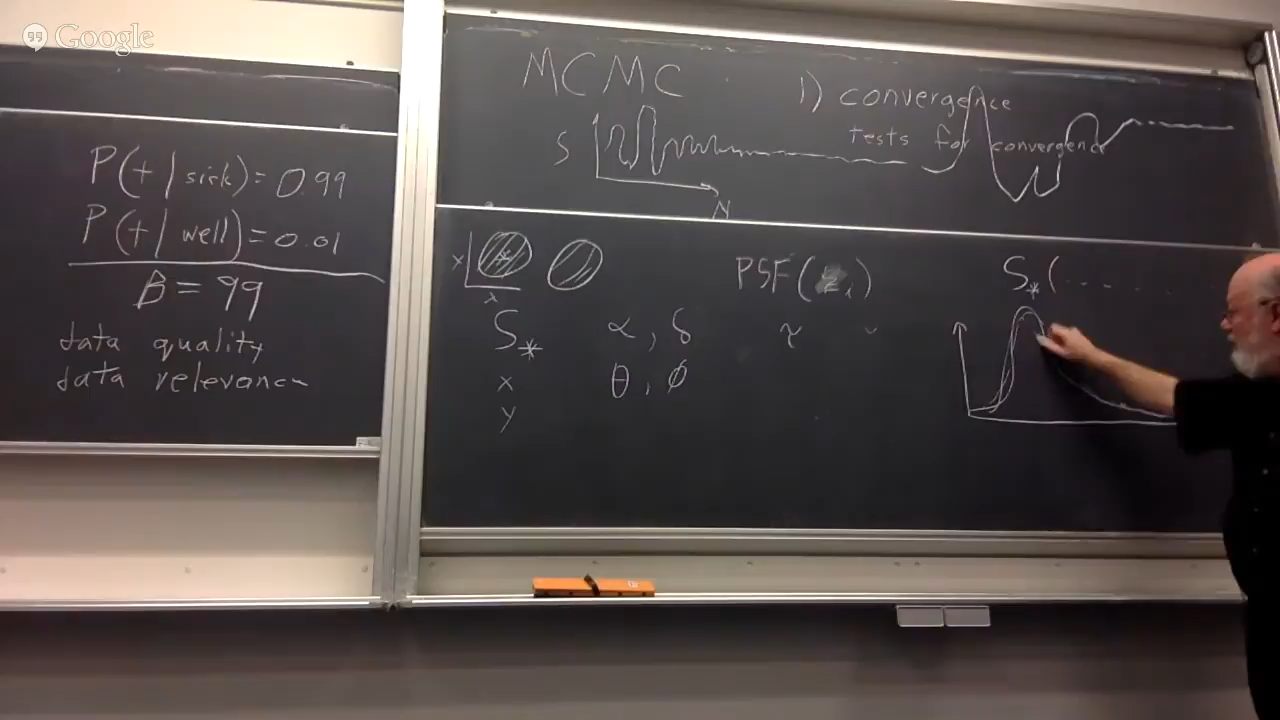 Google
P(+ | sick) = 0.99
P(+ | well) = 0.01
B = 99
data quality
data relevance
MCMC
1) convergence
tests for convergence
S
N
x
λ
PSF(
S*(.......
S* α, δ τ
x θ, φ
y